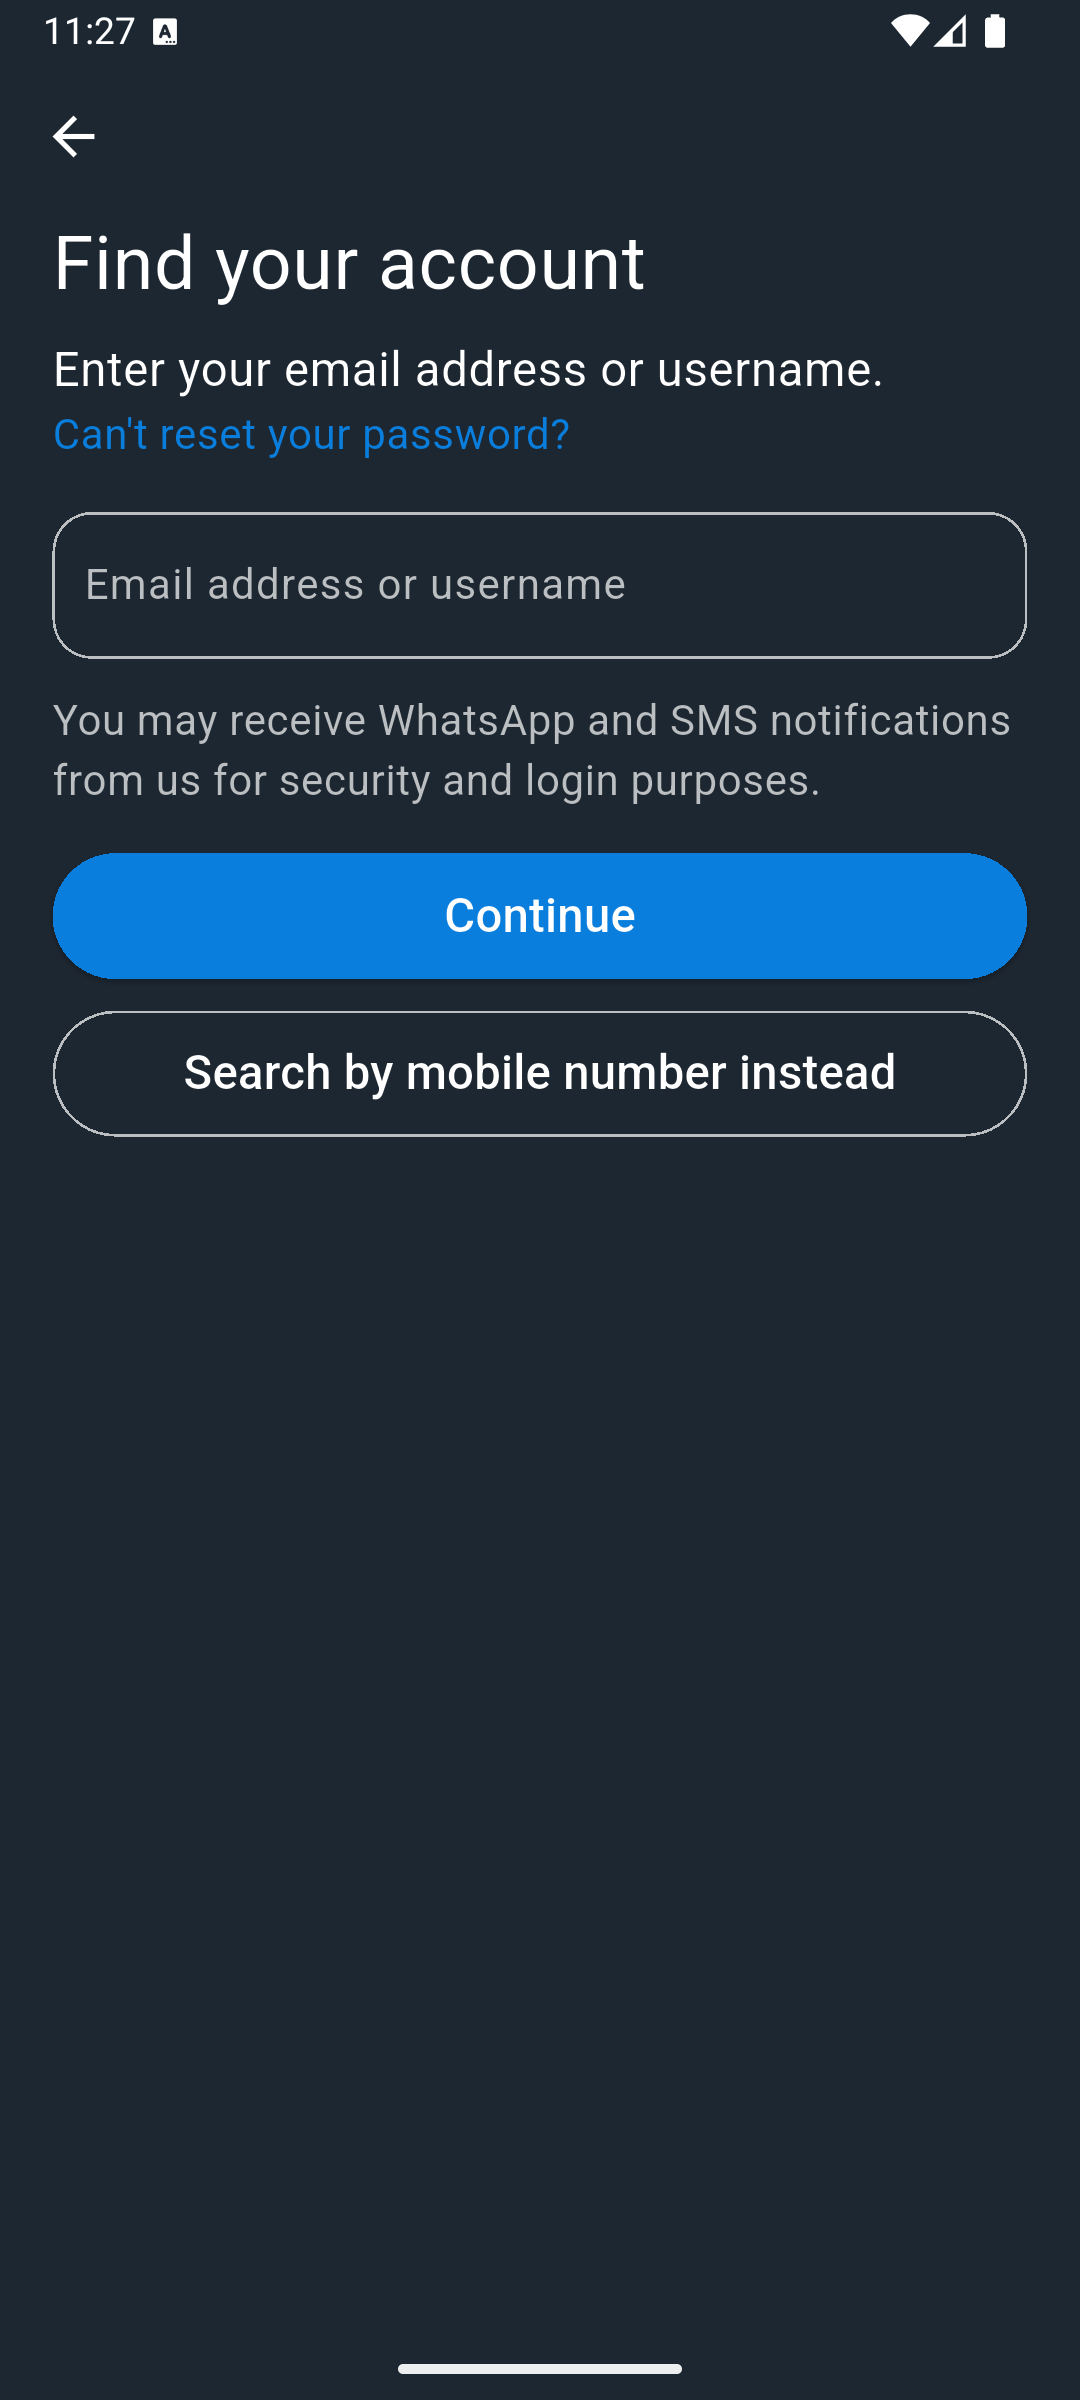 11:27
Find your account
Enter your email address or username.
Can't reset your password?
Email address or username
You may receive WhatsApp and SMS notifications
from us for security and login purposes.
Continue
Search by mobile number instead